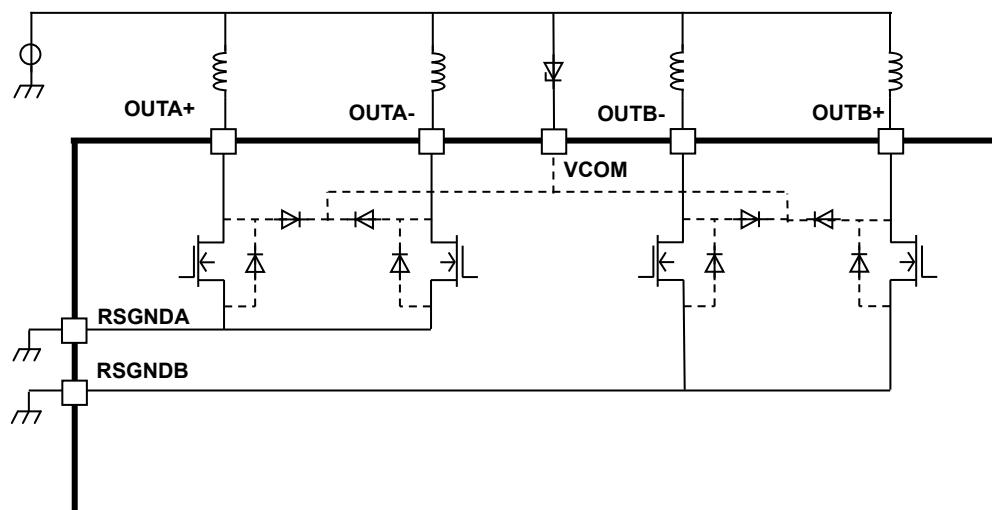 OUTA+
OUTA-
OUTB-
OUTB+
VCOM
RSGNDA
RSGNDB